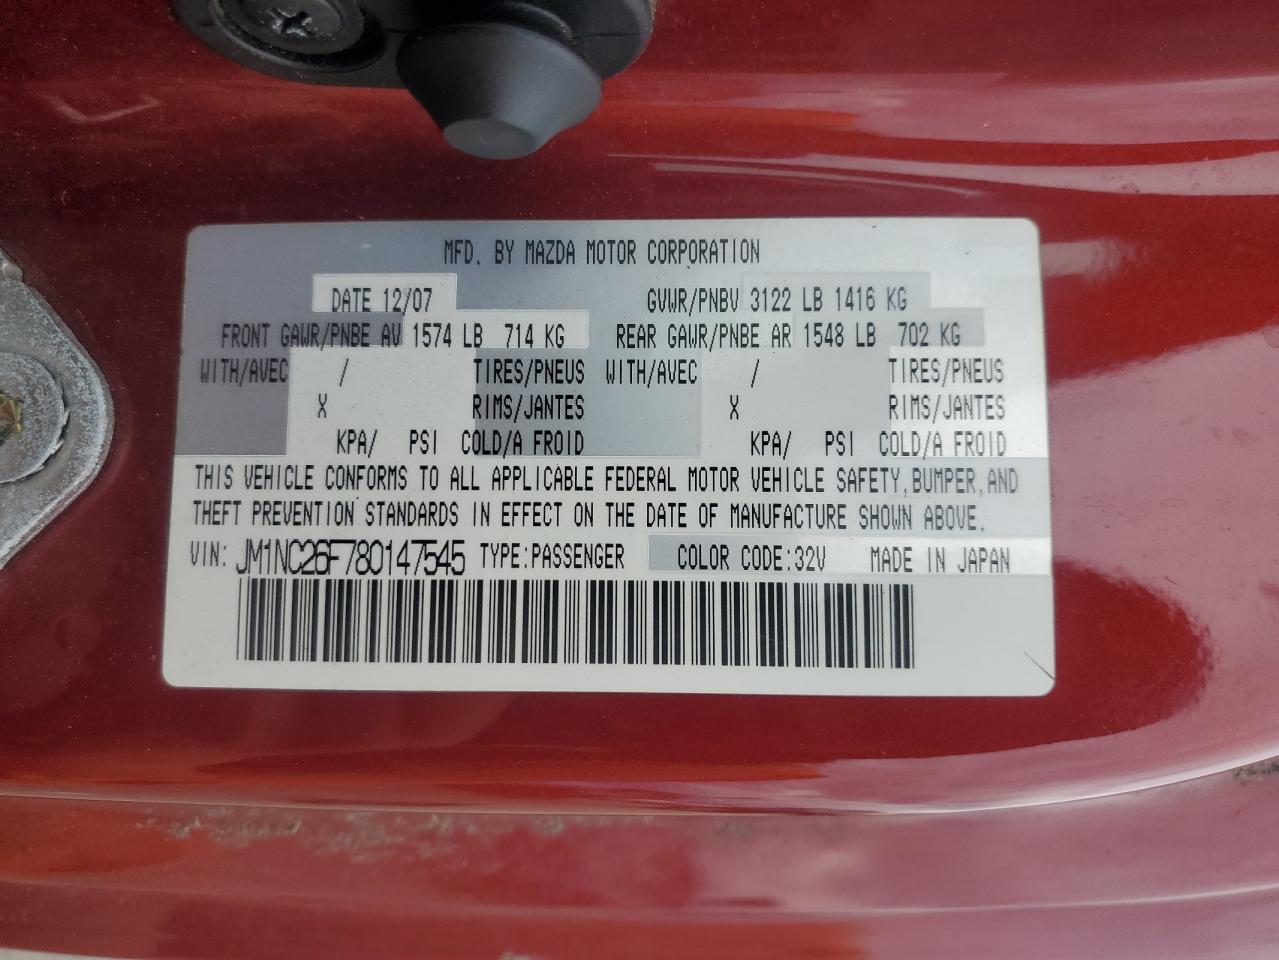 MFD. BY MAZDA MOTOR CORPORATION
DATE 12/07 GVWR/PNBV 3122 LB 1416 KG
FRONT GAWR/PNBE AV 1574 LB 714 KG REAR GAWR/PNBE AR 1548 LB 702 KG
WITH/AVEC / TIRES/PNEUS WITH/AVEC / TIRES/PNEUS
X RIMS/JANTES X RIMS/JANTES
KPA/ PSI COLD/A FROID KPA/ PSI COLD/A FROID
THIS VEHICLE CONFORMS TO ALL APPLICABLE FEDERAL MOTOR VEHICLE SAFETY, BUMPER, AND
THEFT PREVENTION STANDARDS IN EFFECT ON THE DATE OF MANUFACTURE SHOWN ABOVE.
VIN: JM1NC26F780147545 TYPE:PASSENGER COLOR CODE:32V MADE IN JAPAN